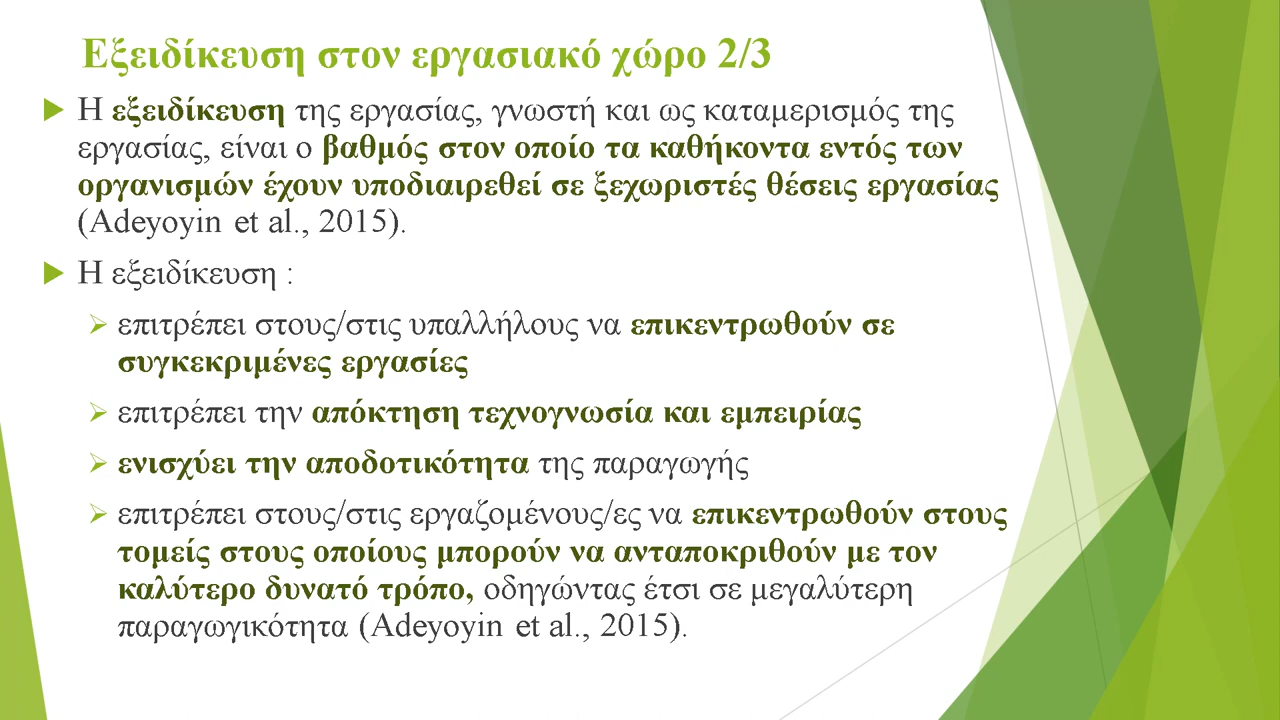 Εξειδίκευση στον εργασιακό χώρο 2/3
Η εξειδίκευση της εργασίας, γνωστή και ως καταμερισμός της
εργασίας, είναι ο βαθμός στον οποίο τα καθήκοντα εντός των
οργανισμών έχουν υποδιαιρεθεί σε ξεχωριστές θέσεις εργασίας
(Adeyoyin et al., 2015).
Η εξειδίκευση :
επιτρέπει στους/στις υπαλλήλους να επικεντρωθούν σε
συγκεκριμένες εργασίες
επιτρέπει την απόκτηση τεχνογνωσία και εμπειρίας
ενισχύει την αποδοτικότητα της παραγωγής
επιτρέπει στους/στις εργαζομένους/ες να επικεντρωθούν στους
τομείς στους οποίους μπορούν να ανταποκριθούν με τον
καλύτερο δυνατό τρόπο, οδηγώντας έτσι σε μεγαλύτερη
παραγωγικότητα (Adeyoyin et al., 2015).